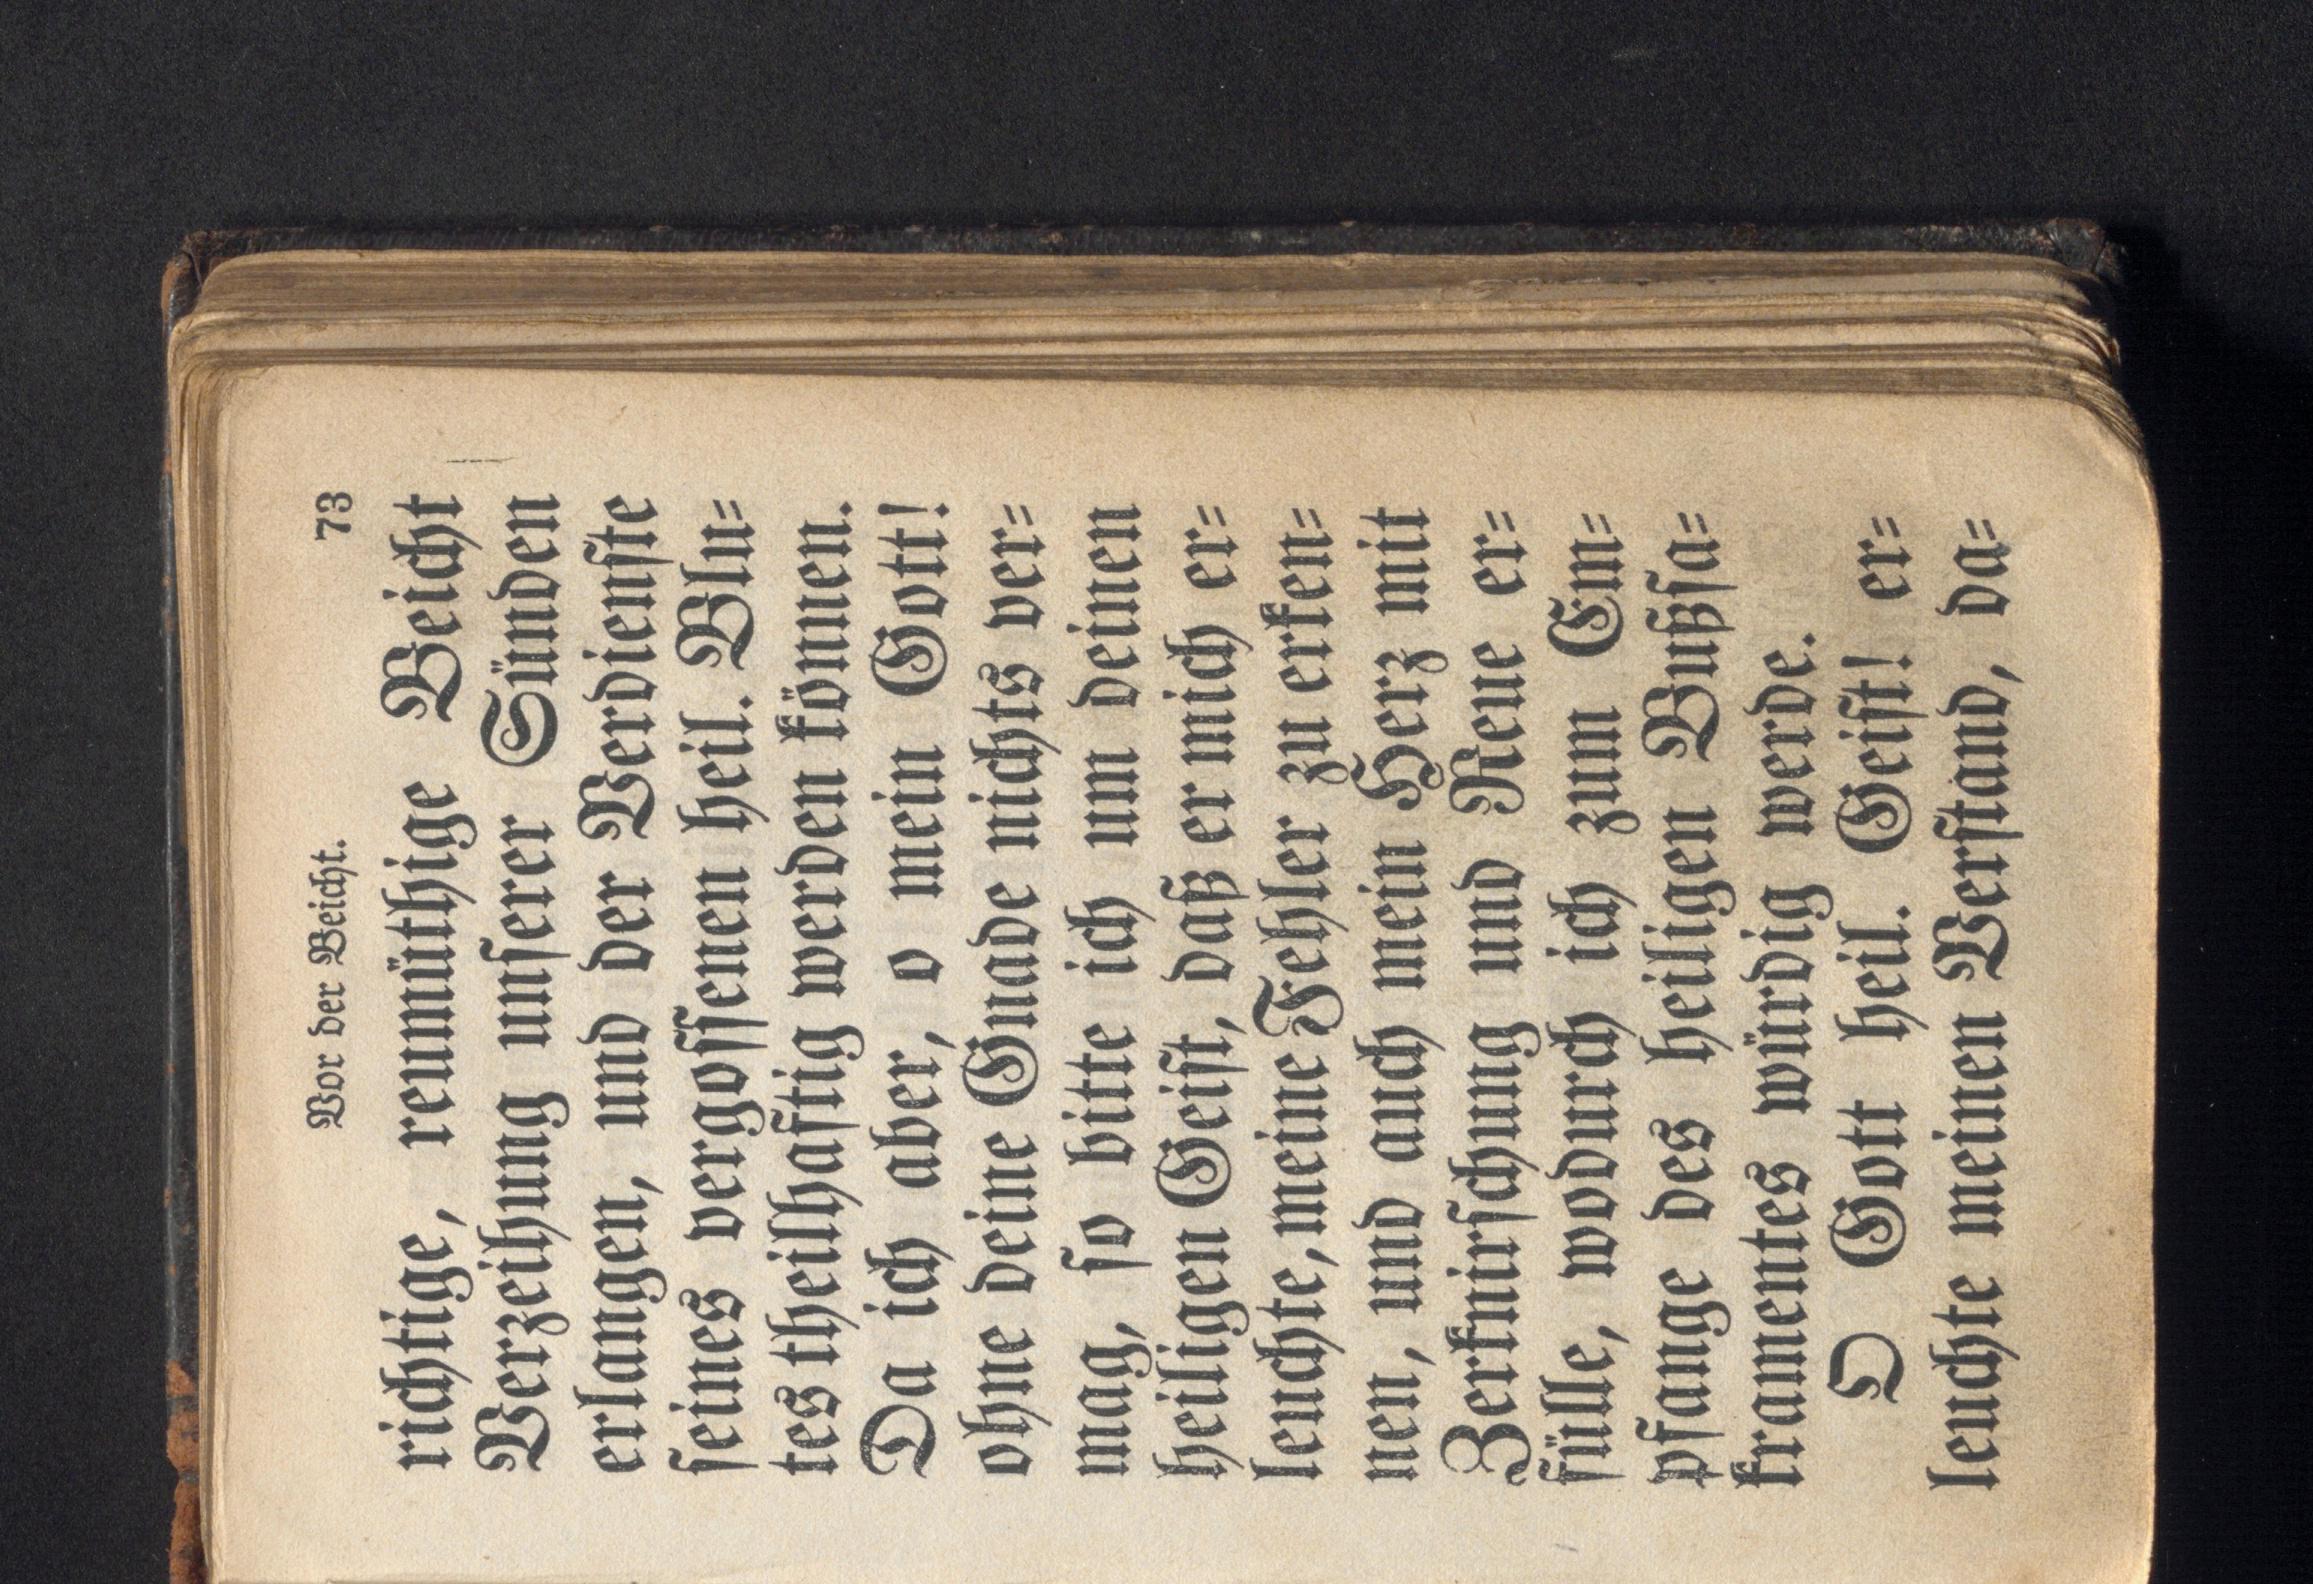 Vor der Beicht. 73
richtige, reumüthige Beicht
Verzeihung unserer Sünden
erlangen, und der Verdienste
seines vergossenen heil. Blu=
tes theilhaftig werden können.
Da ich aber, o mein Gott!
ohne deine Gnade nichts ver=
mag, so bitte ich um deinen
heiligen Geist, daß er mich er=
leuchte, meine Fehler zu erken=
nen, und auch mein Herz mit
Zerknirschung und Reue er=
fülle, wodurch ich zum Em=
pfange des heiligen Bußsa=
kramentes würdig werde.
O Gott heil. Geist! er=
leuchte meinen Verstand, da=